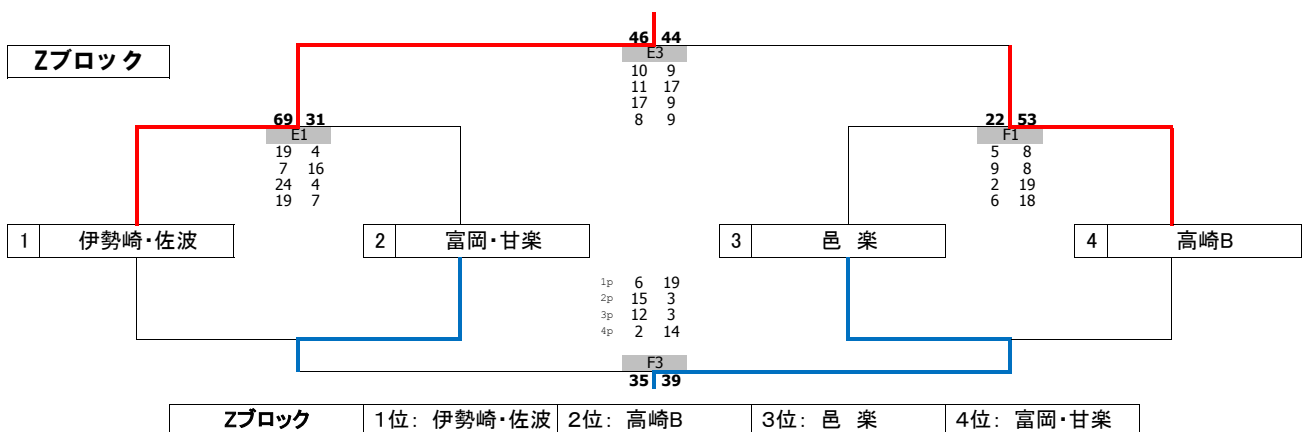 Zブロック
46 44
E3
10 9
11 17
17 9
8 9
69 31
E1
19 4
7 16
24 4
19 7
22 53
F1
5 8
9 8
2 19
6 18
1 伊勢崎・佐波 2 富岡・甘楽 3 邑 楽 4 高崎B
1p 6 19
2p 15 3
3p 12 3
4p 2 14
F3
35 39
Zブロック 1位: 伊勢崎・佐波 2位: 高崎B 3位: 邑 楽 4位: 富岡・甘楽